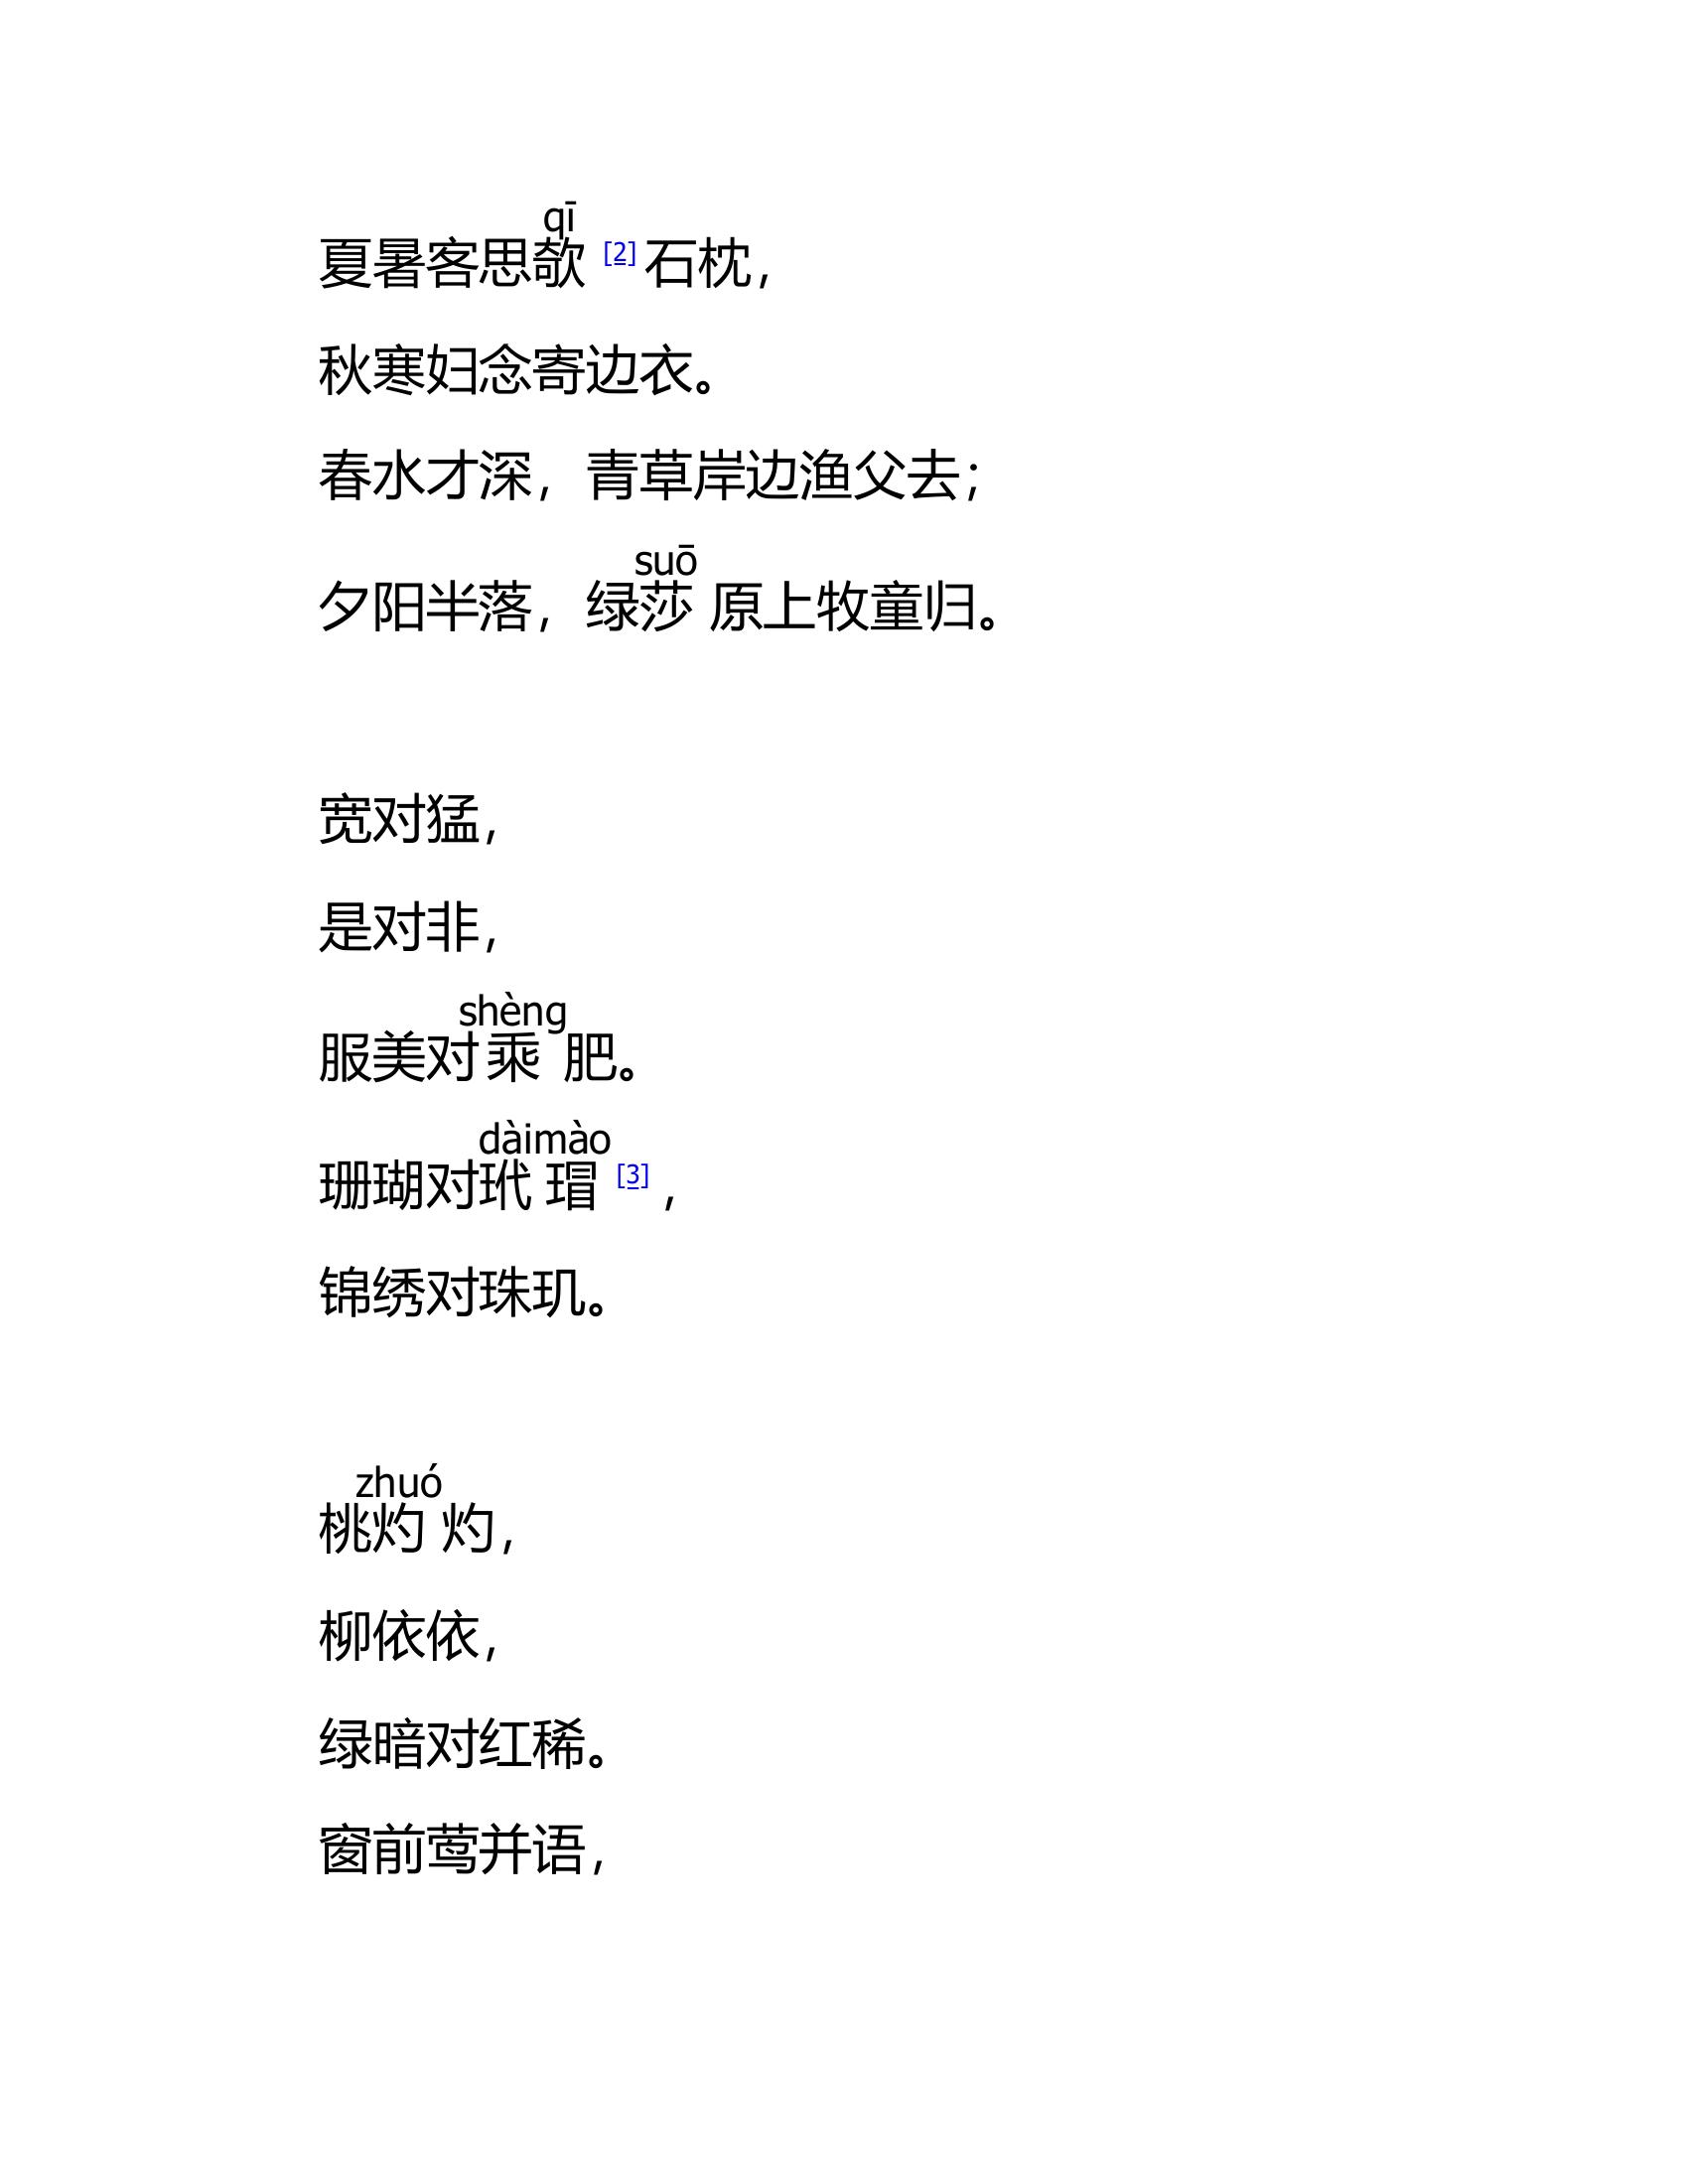 qī
夏暑客思欹 [2] 石枕，
秋寒妇念寄边衣。
春水才深，青草岸边渔父去；
suō
夕阳半落，绿莎 原上牧童归。
宽对猛，
是对非，
shèng
服美对乘 肥。
dàimào
珊瑚对玳 瑁 [3] ，
锦绣对珠玑。
zhuó
桃灼 灼，
柳依依，
绿暗对红稀。
窗前莺并语，